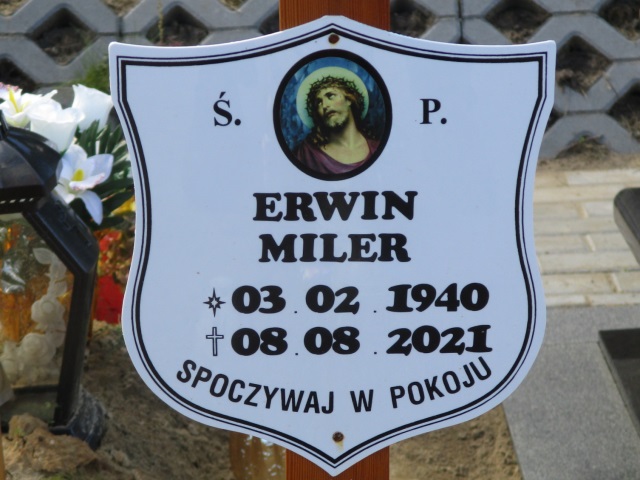 Ś. P.
ERWIN
MILER
03.02.1940
08.08.2021
SPOCZYWAJ W POKOJU